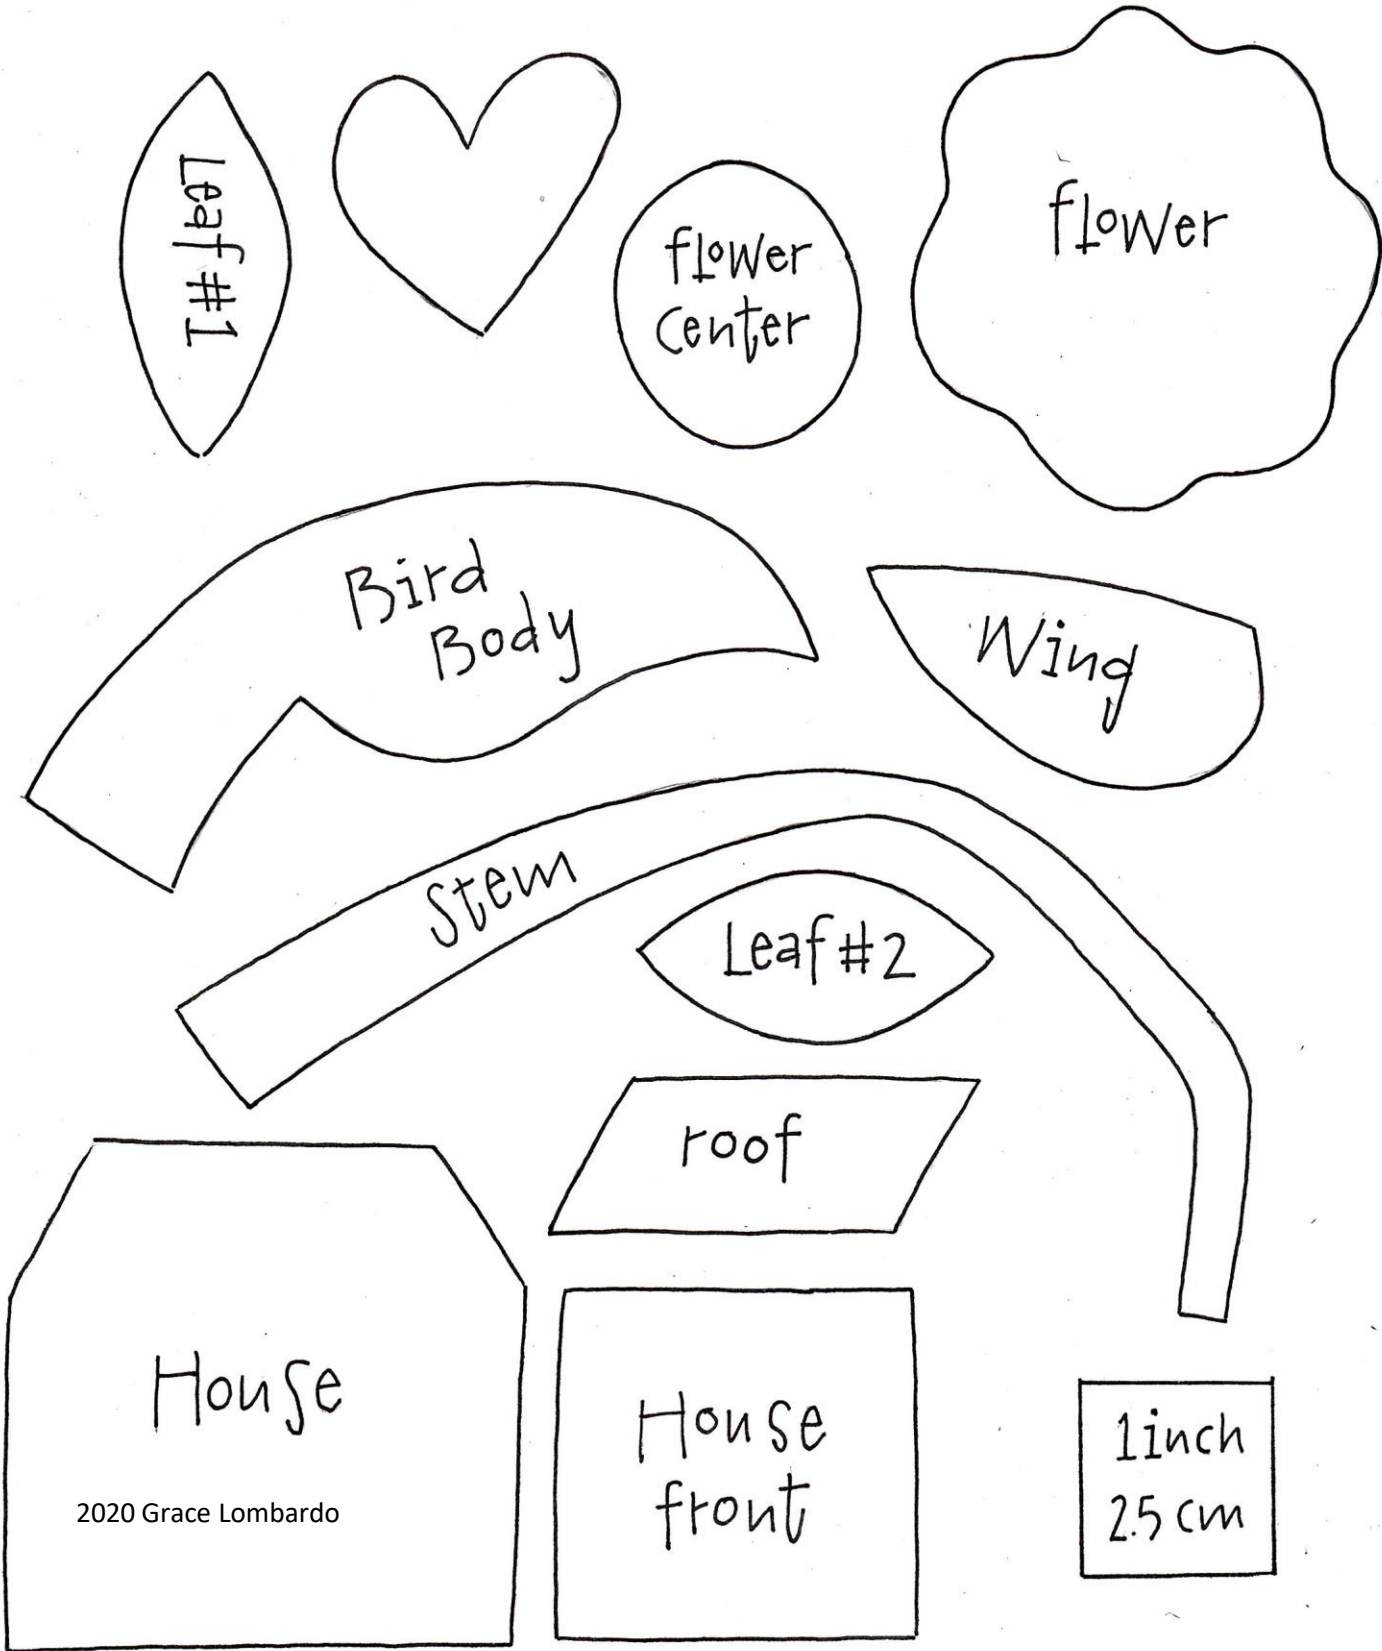 Leaf #1
flower
center
flower
Bird
Body
Wing
Stem
Leaf #2
roof
House
2020 Grace Lombardo
House
front
1inch
2.5 cm